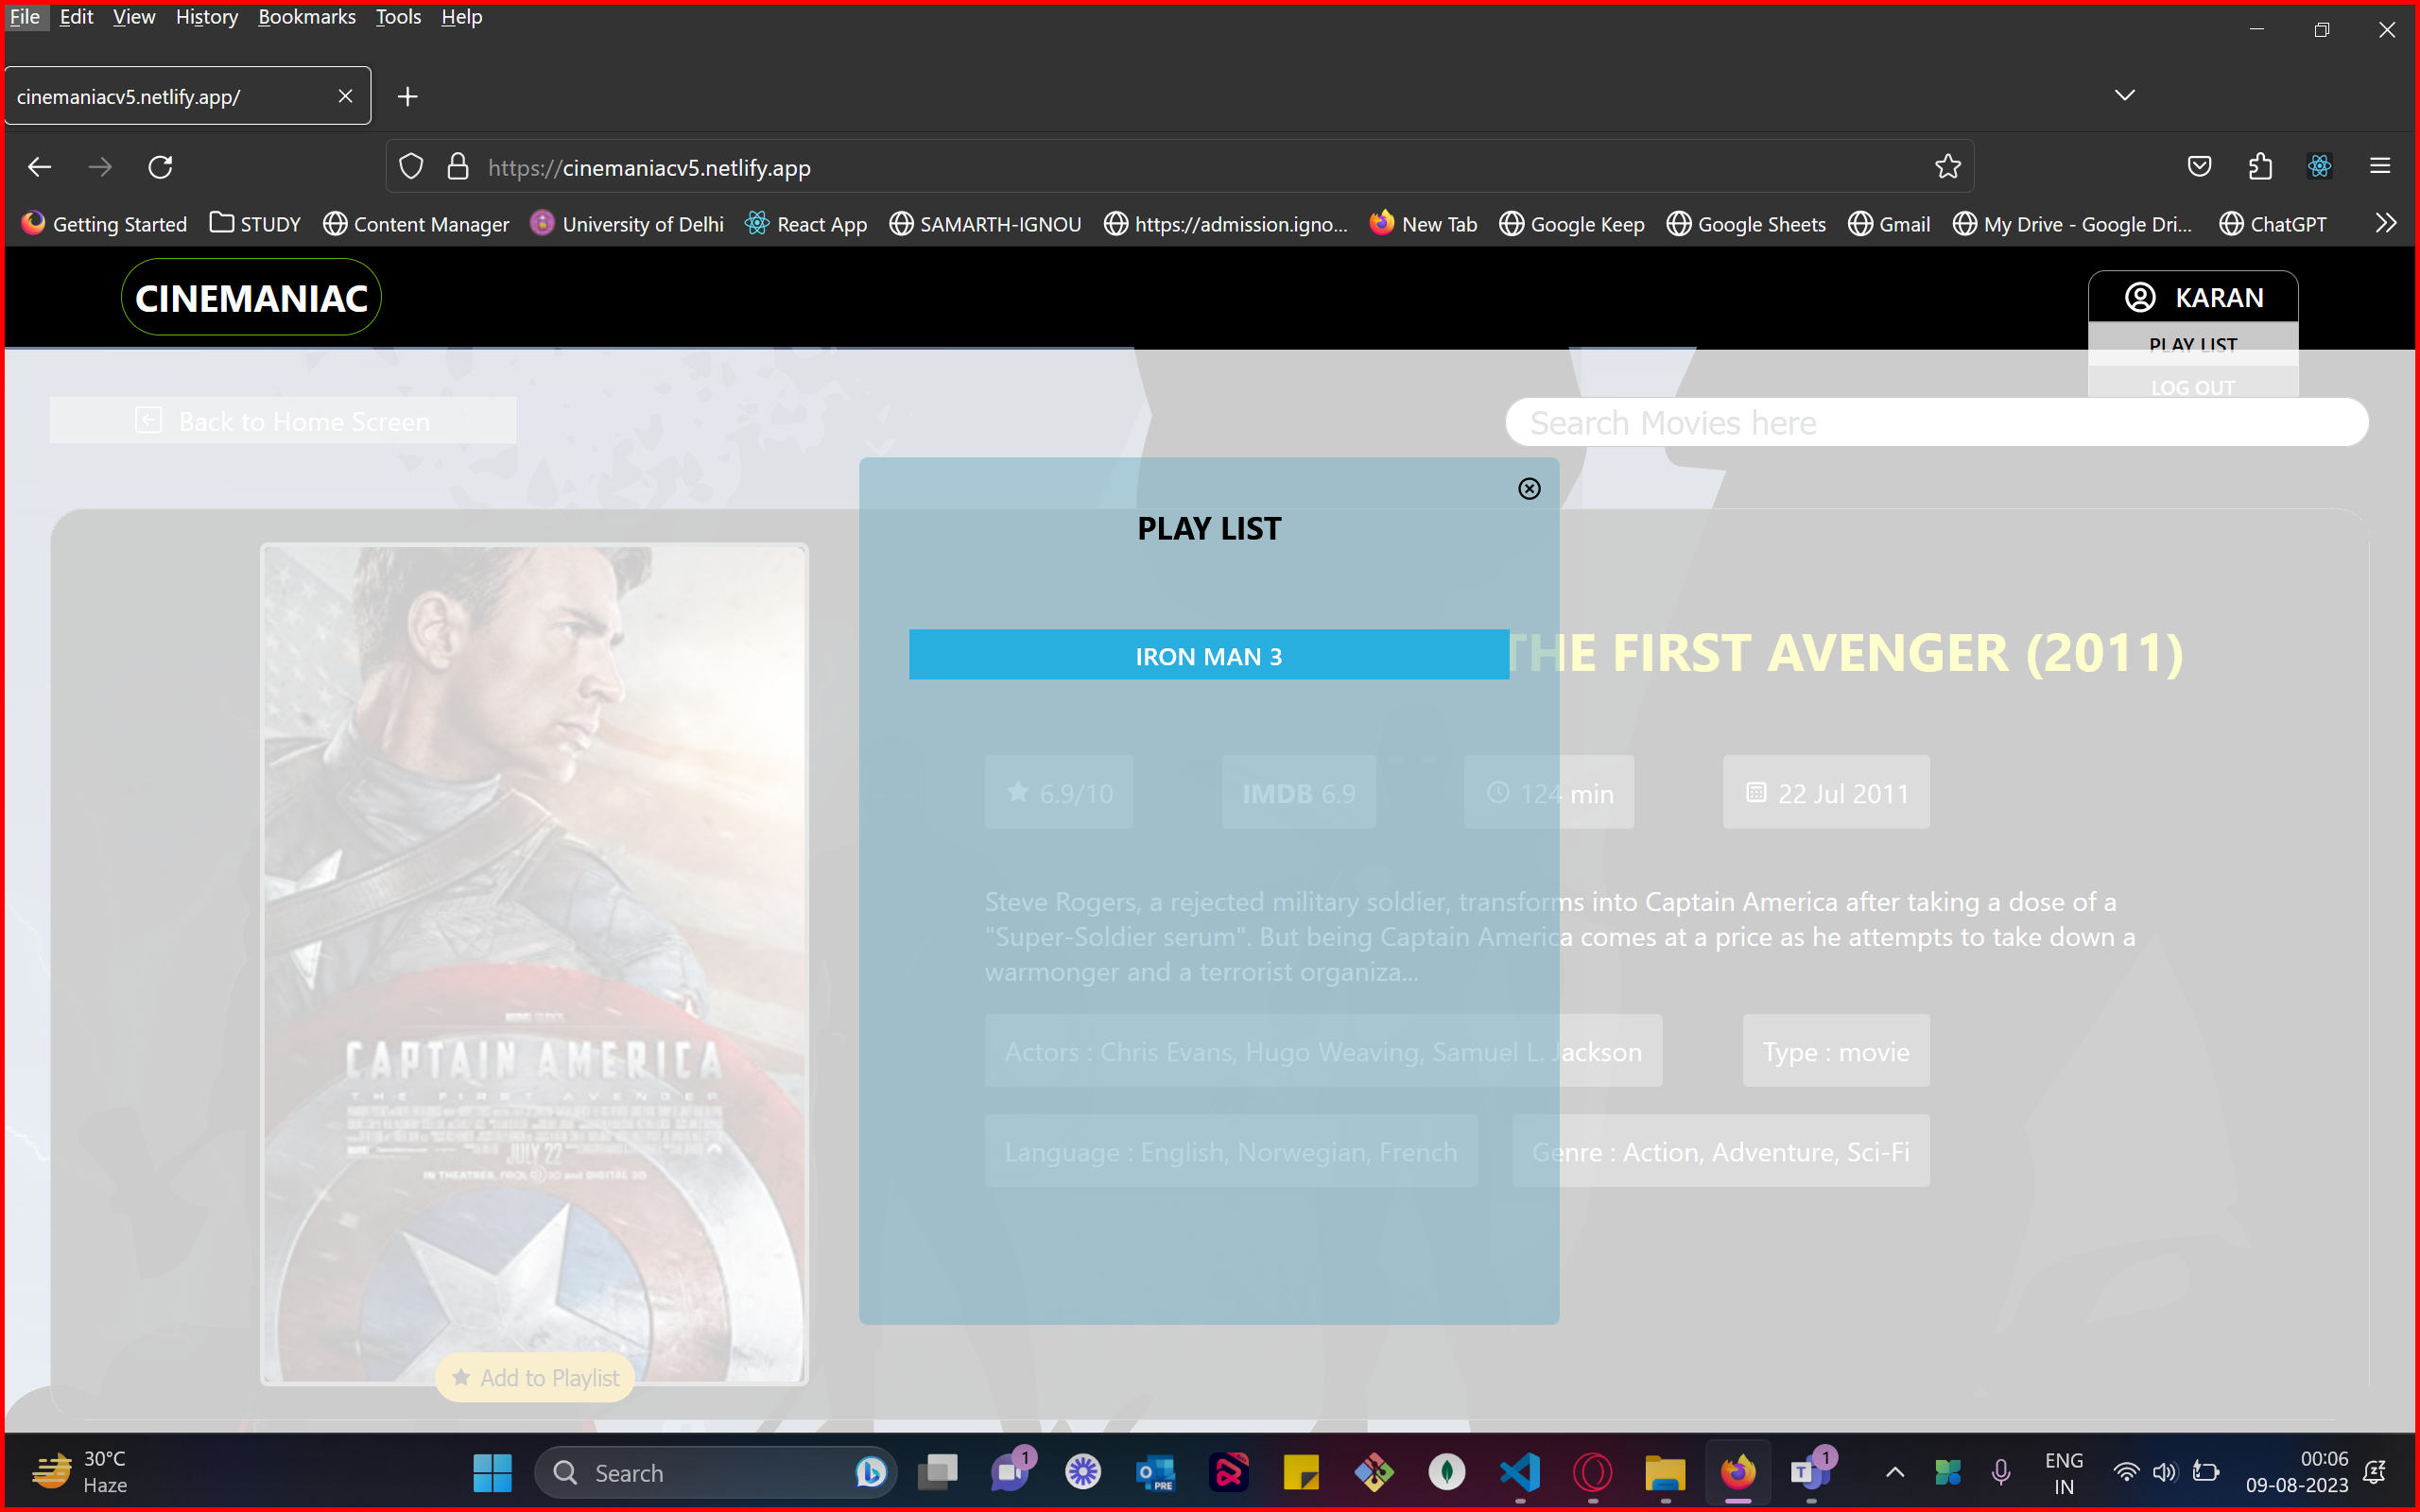 File Edit View History Bookmarks Tools Help
cinemaniacv5.netlify.app/
https://cinemaniacv5.netlify.app
Getting Started STUDY Content Manager University of Delhi React App SAMARTH-IGNOU https://admission.igno... New Tab Google Keep Google Sheets Gmail My Drive - Google Dri... ChatGPT
CINEMANIAC
KARAN
PLAY LIST
LOG OUT
Back to Home Screen
Search Movies here
PLAY LIST
IRON MAN 3
THE FIRST AVENGER (2011)
6.9/10
IMDB 6.9
124 min
22 Jul 2011
Steve Rogers, a rejected military soldier, transforms into Captain America after taking a dose of a
"Super-Soldier serum". But being Captain America comes at a price as he attempts to take down a
warmonger and a terrorist organiza...
Actors : Chris Evans, Hugo Weaving, Samuel L. Jackson
Type : movie
Language : English, Norwegian, French
Genre : Action, Adventure, Sci-Fi
CAPTAIN AMERICA
THE FIRST AVENGER
JULY 22
Add to Playlist
30°C
Haze
Search
1
PRE
1
ENG
IN
00:06
09-08-2023